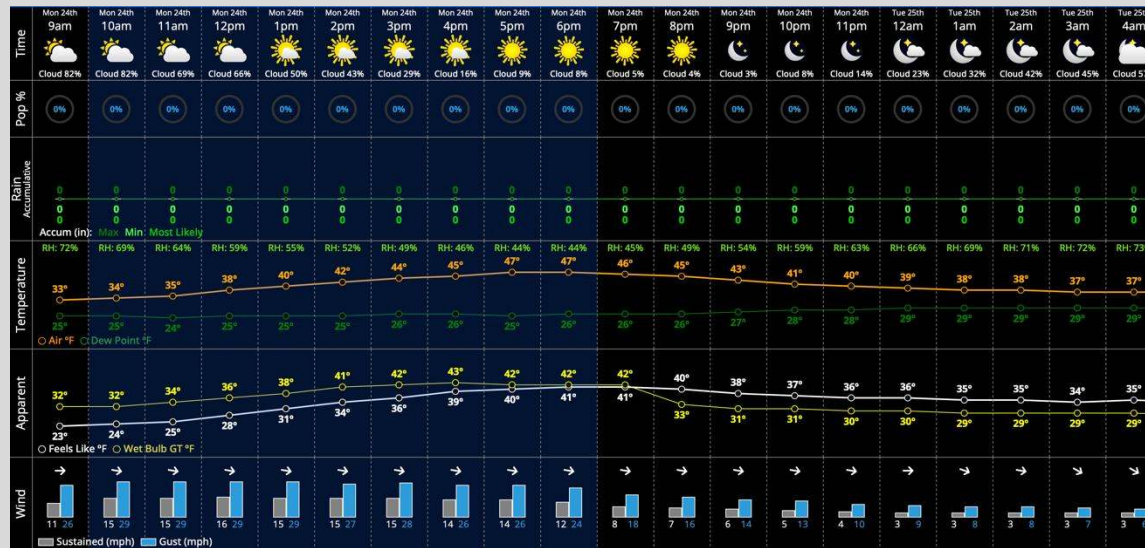 Time
Mon 24th Mon 24th Mon 24th Mon 24th Mon 24th Mon 24th Mon 24th Mon 24th Mon 24th Mon 24th Mon 24th Mon 24th Mon 24th Mon 24th Mon 24th Tue 25th Tue 25th Tue 25th Tue 25th Tue 25t
9am 10am 11am 12pm 1pm 2pm 3pm 4pm 5pm 6pm 7pm 8pm 9pm 10pm 11pm 12am 1am 2am 3am 4am
Cloud 82% Cloud 82% Cloud 69% Cloud 66% Cloud 50% Cloud 43% Cloud 29% Cloud 16% Cloud 9% Cloud 8% Cloud 5% Cloud 4% Cloud 3% Cloud 8% Cloud 14% Cloud 23% Cloud 32% Cloud 42% Cloud 45% Cloud 57
Pop %
0% 0% 0% 0% 0% 0% 0% 0% 0% 0% 0% 0% 0% 0% 0% 0% 0% 0% 0% 0%
Rain
Accumulative
0 0 0 0 0 0 0 0 0 0 0 0 0 0 0 0 0 0 0 0
0 0 0 0 0 0 0 0 0 0 0 0 0 0 0 0 0 0 0 0
0 0 0 0 0 0 0 0 0 0 0 0 0 0 0 0 0 0 0 0
Accum (in): Max Min Most Likely
Temperature
RH: 72% RH: 69% RH: 64% RH: 59% RH: 55% RH: 52% RH: 49% RH: 46% RH: 44% RH: 44% RH: 45% RH: 49% RH: 54% RH: 59% RH: 63% RH: 66% RH: 69% RH: 71% RH: 72% RH: 73%
33° 34° 35° 38° 40° 42° 44° 45° 47° 47° 46° 45° 43° 41° 40° 39° 38° 38° 37° 37°
25° 25° 24° 25° 25° 25° 26° 26° 25° 26° 26° 26° 27° 28° 28° 29° 29° 29° 29° 29°
Air °F Dew Point °F
Apparent
32° 32° 34° 36° 38° 41° 42° 43° 42° 42° 42° 40° 38° 37° 36° 36° 35° 35° 34° 35°
23° 24° 25° 28° 31° 34° 36° 39° 40° 41° 41° 33° 31° 31° 30° 30° 29° 29° 29° 29°
Feels Like °F Wet Bulb GT °F
Wind
11 26 15 29 15 29 16 29 15 29 15 27 15 28 14 26 14 26 12 24 8 18 7 16 6 14 5 13 4 10 3 9 3 8 3 8 3 7 3 6
Sustained (mph) Gust (mph)